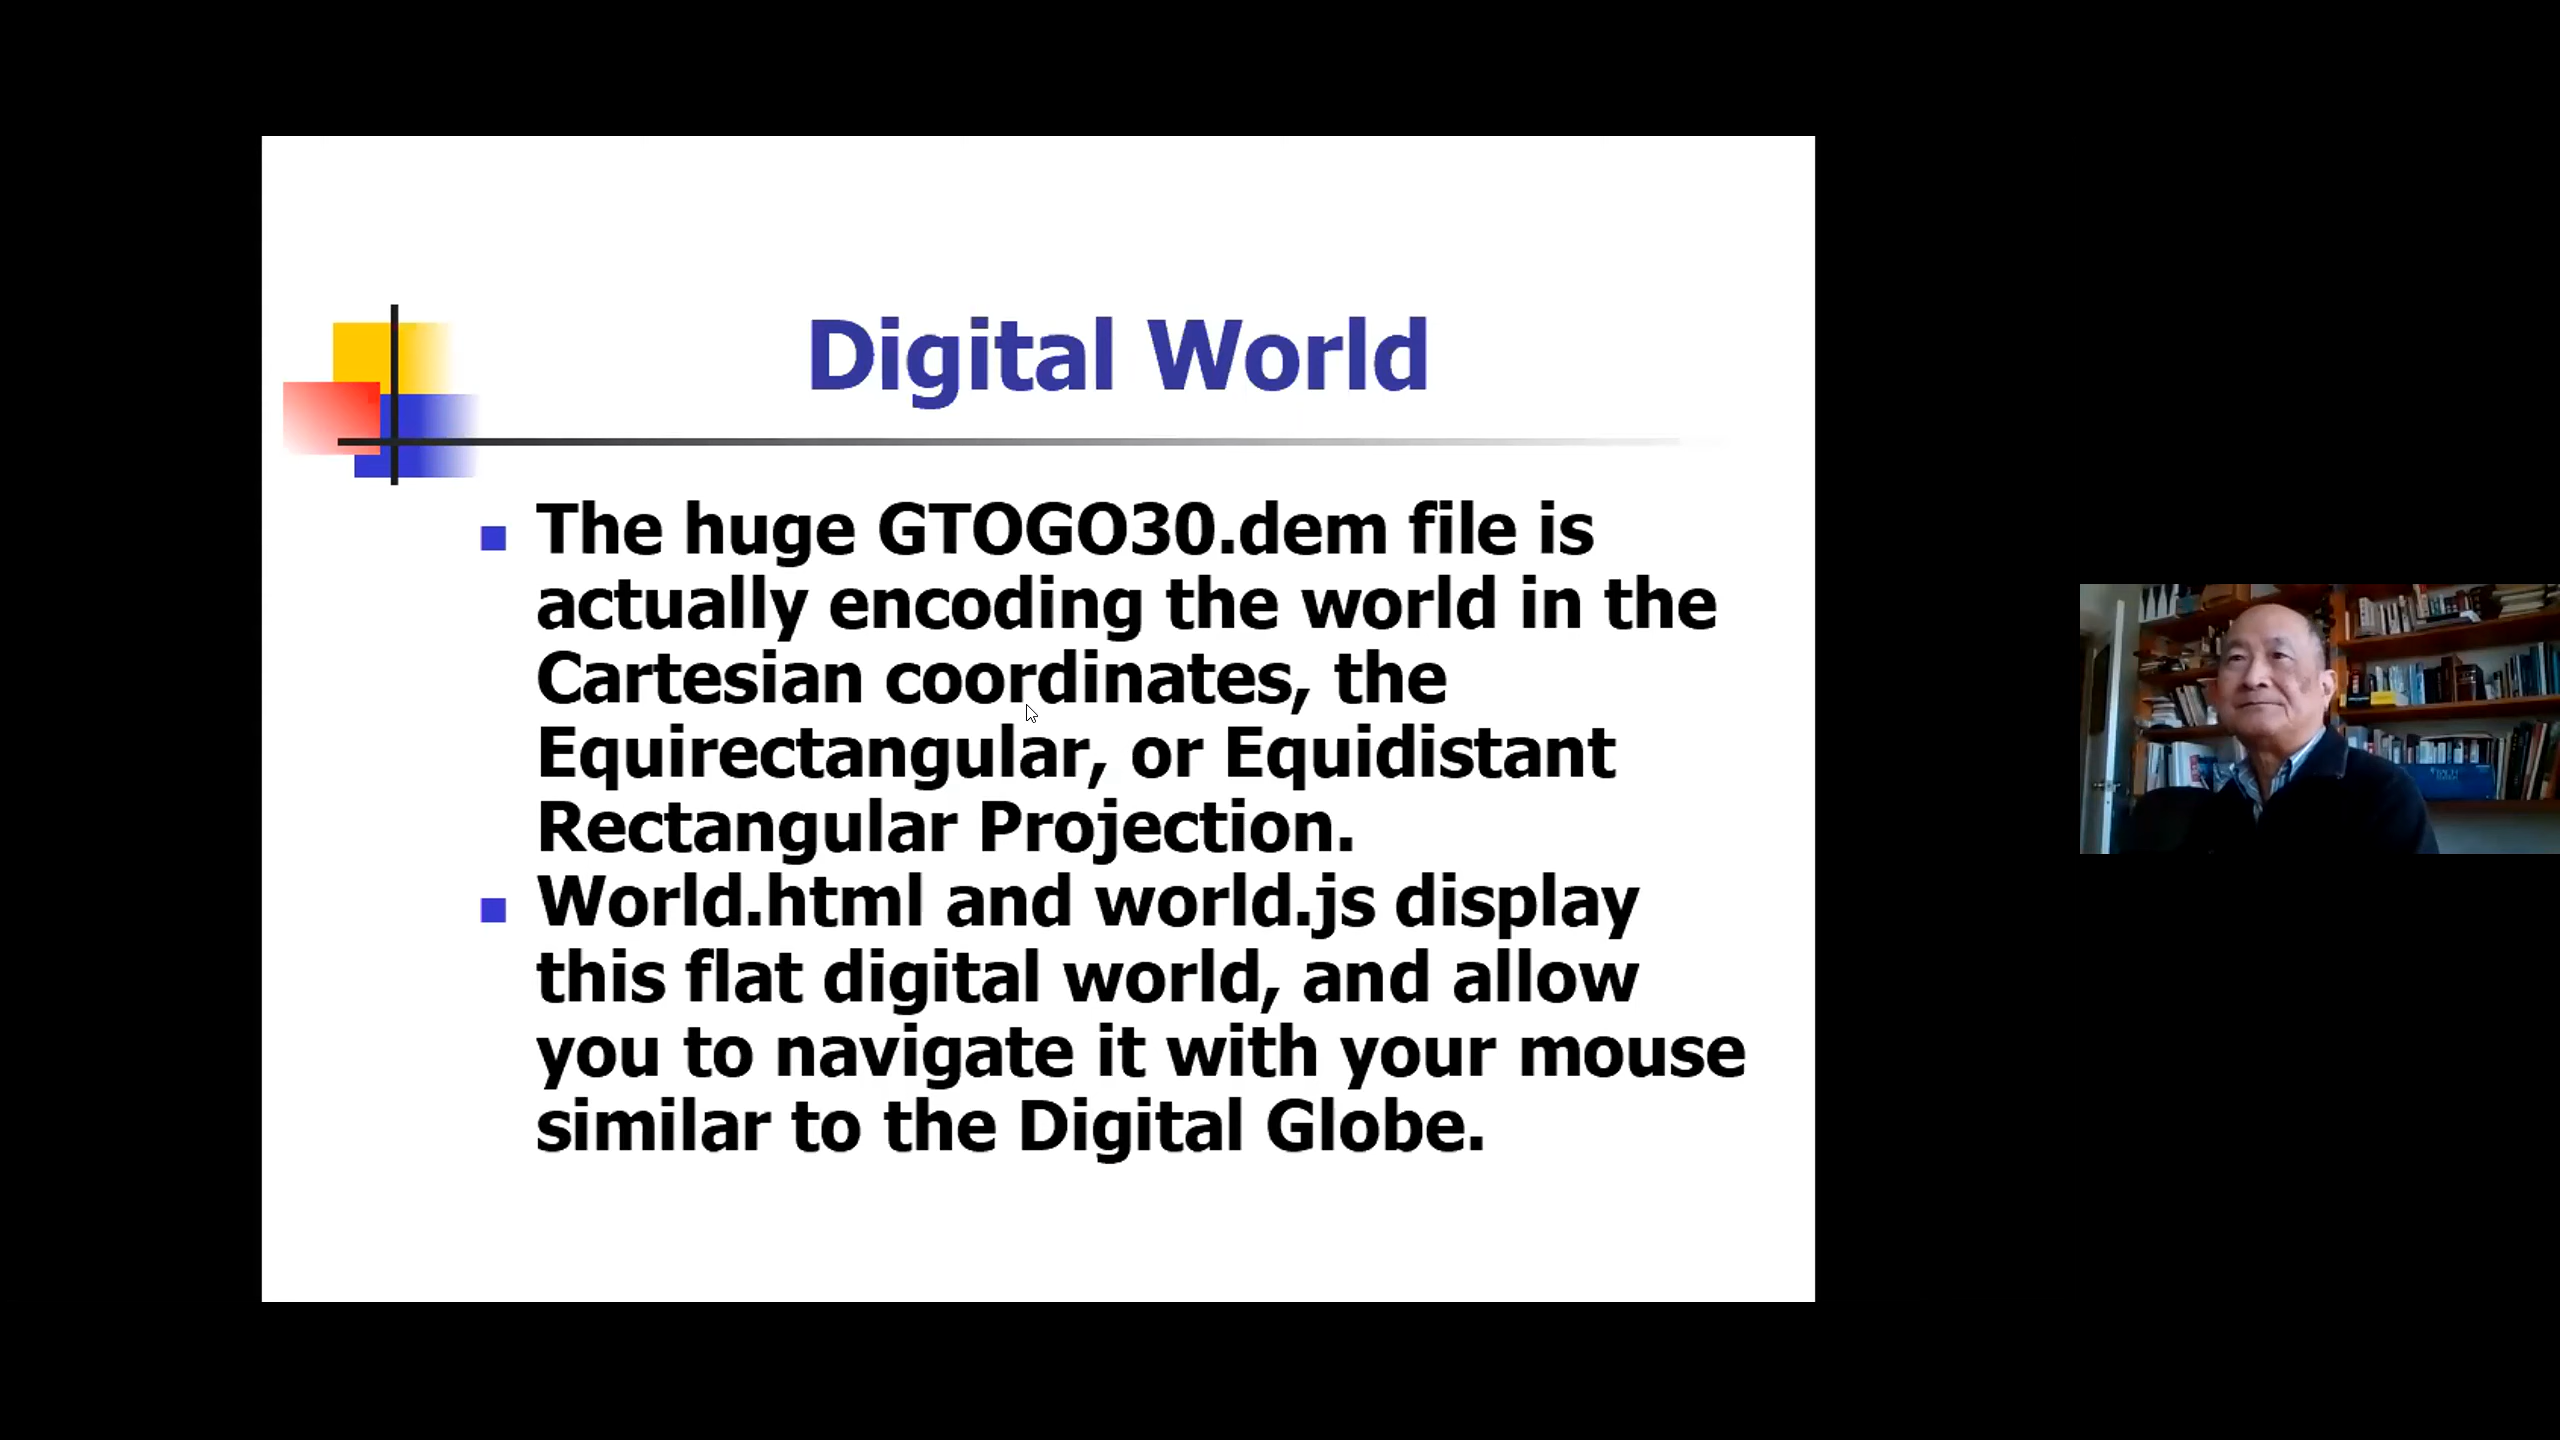 Digital World
The huge GTOGO30.dem file is
actually encoding the world in the
Cartesian coordinates, the
Equirectangular, or Equidistant
Rectangular Projection.
World.html and world.js display
this flat digital world, and allow
you to navigate it with your mouse
similar to the Digital Globe.